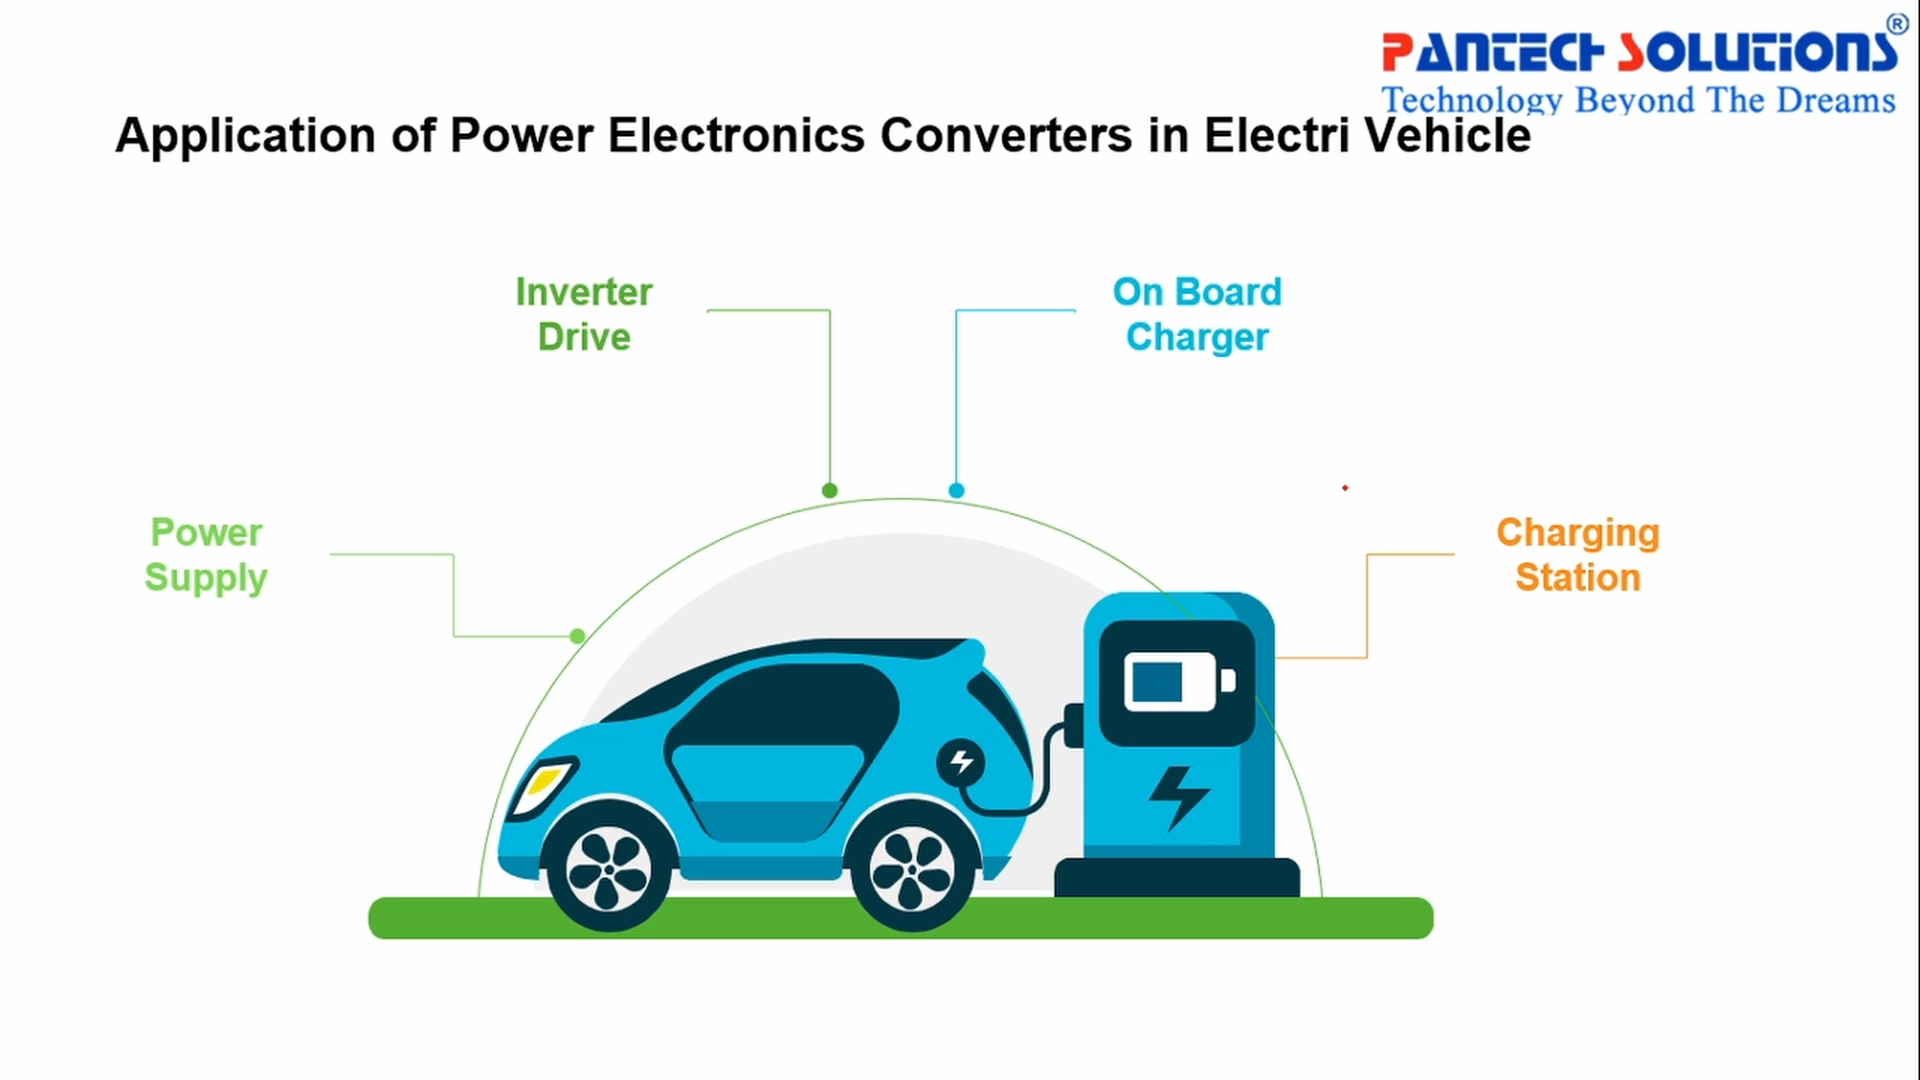 PANTECH SOLUTIONS®
Technology Beyond The Dreams
Application of Power Electronics Converters in Electri Vehicle
Inverter
Drive
On Board
Charger
Power
Supply
Charging
Station